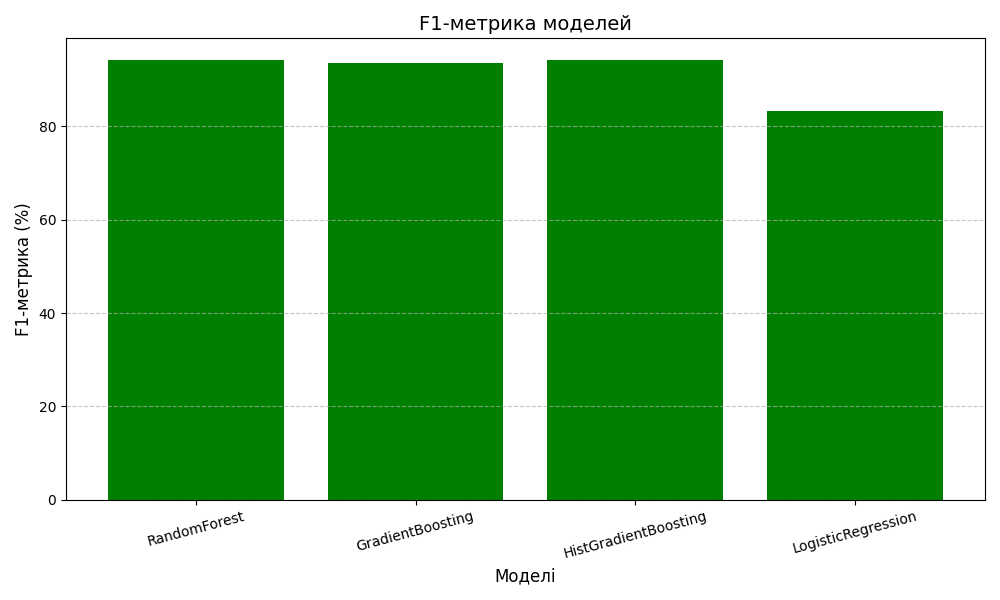 F1-метрика моделей
F1-метрика (%)
80
60
40
20
0
RandomForest
GradientBoosting
HistGradientBoosting
LogisticRegression
Моделі